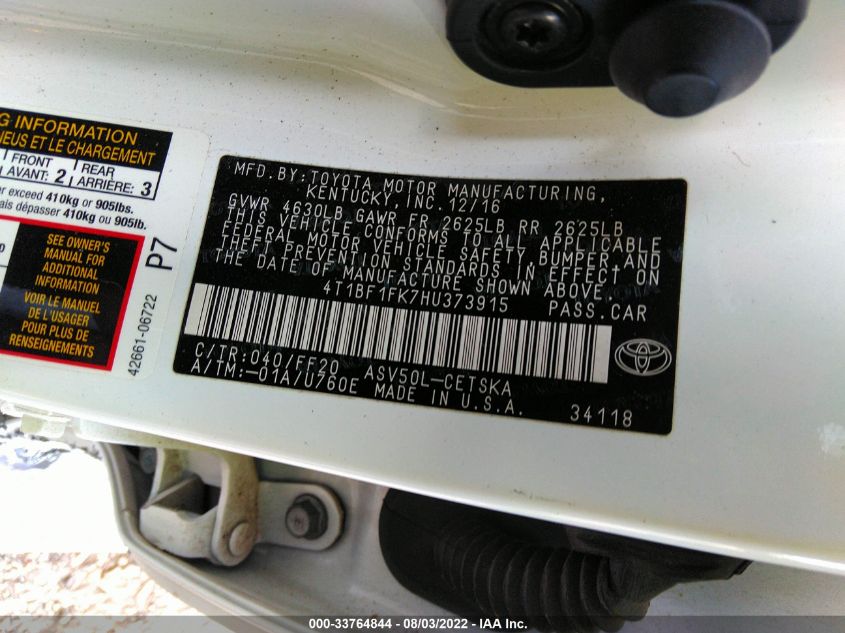 G INFORMATION
NEUS ET LE CHARGEMENT
FRONT
AVANT: 2
REAR
ARRIÈRE: 3
er exceed 410kg or 905lbs.
ais dépasser 410kg ou 905lb.
SEE OWNER'S
MANUAL FOR
ADDITIONAL
INFORMATION
VOIR LE MANUEL
DE L'USAGER
POUR PLUS DE
RENSEIGNEMENTS
P7
42661-06722
MFD.BY:TOYOTA MOTOR MANUFACTURING,
KENTUCKY, INC.12/16
GVWR 4630LB GAWR FR 2625LB RR 2625LB
THIS VEHICLE CONFORMS TO ALL APPLICABLE
FEDERAL MOTOR VEHICLE SAFETY, BUMPER AND
THEFT PREVENTION STANDARDS IN EFFECT ON
THE DATE OF MANUFACTURE SHOWN ABOVE.
4T1BF1FK7HU373915 PASS.CAR
C/TR:040/FF20 ASV50L-CETSKA
A/TM:-01A/U760E MADE IN U.S.A.
34118
000-33764844 - 08/03/2022 - IAA Inc.